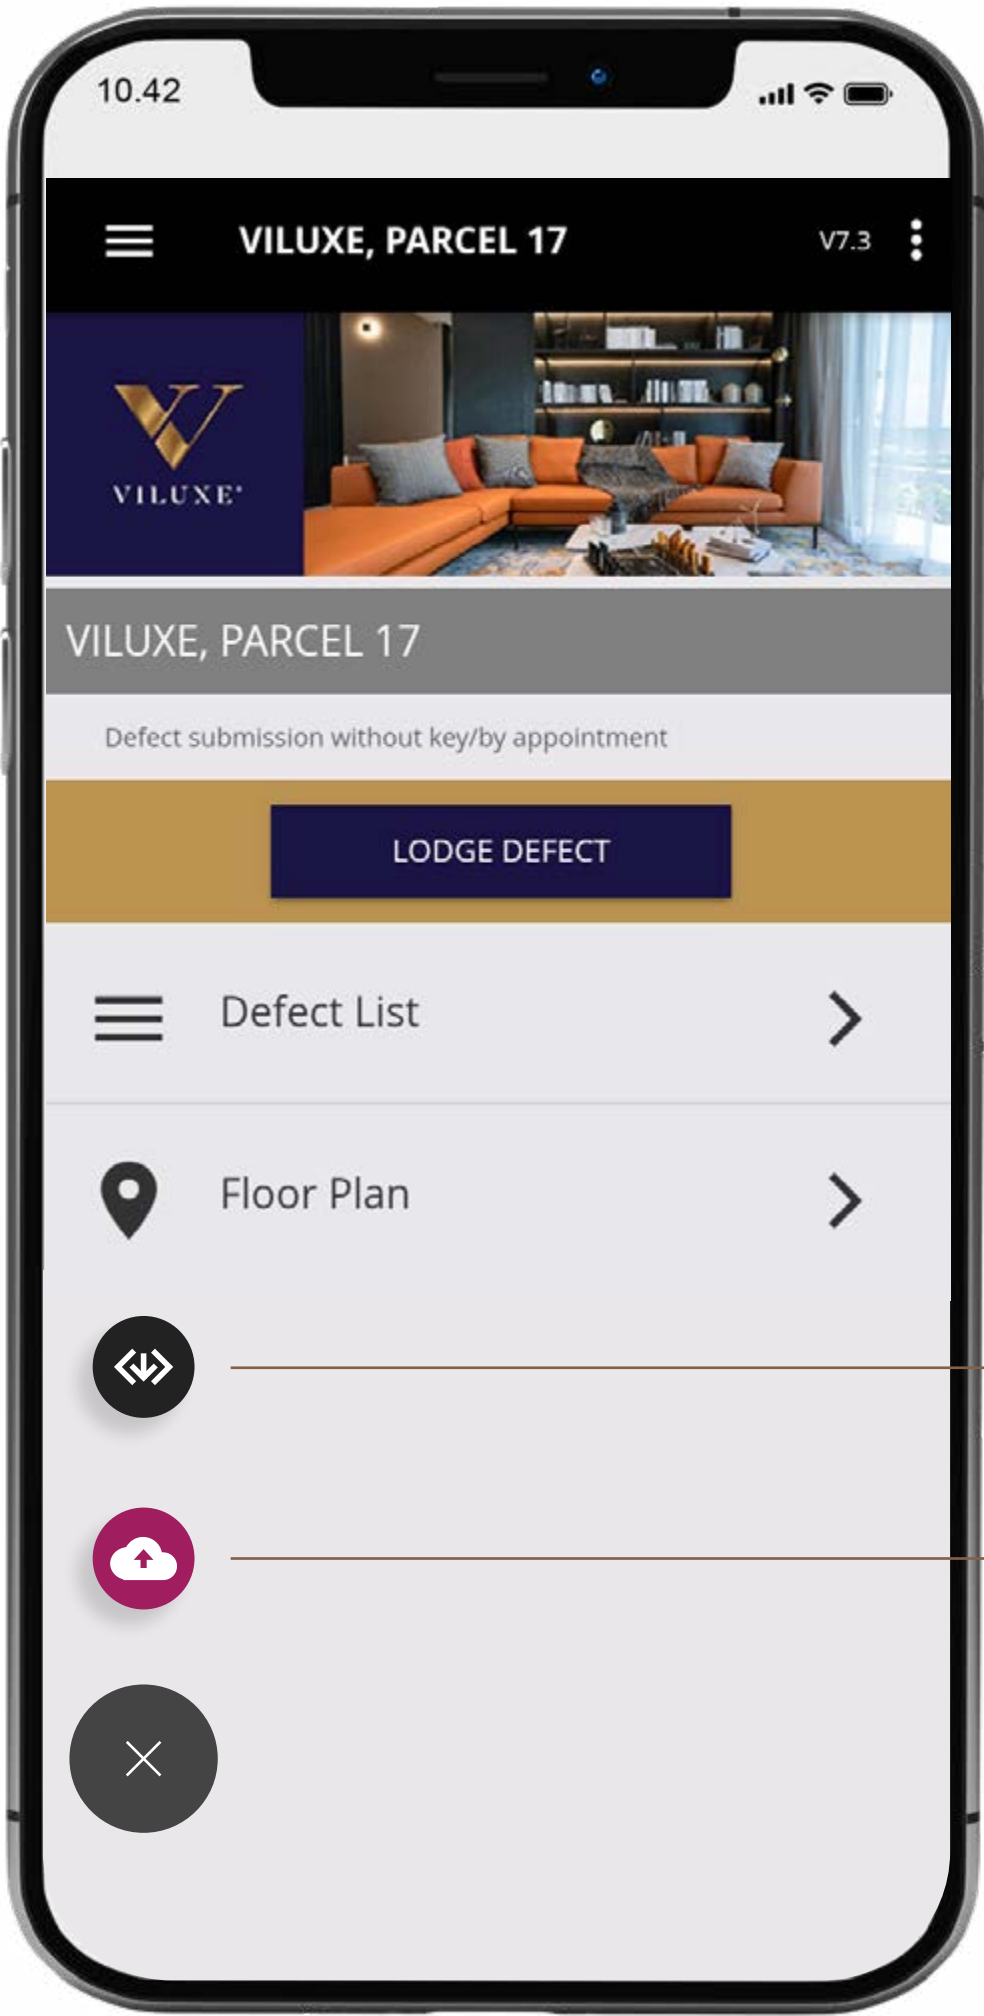 10.42
VILUXE, PARCEL 17
V7.3
VILUXE
VILUXE, PARCEL 17
Defect submission without key/by appointment
LODGE DEFECT
Defect List
Floor Plan